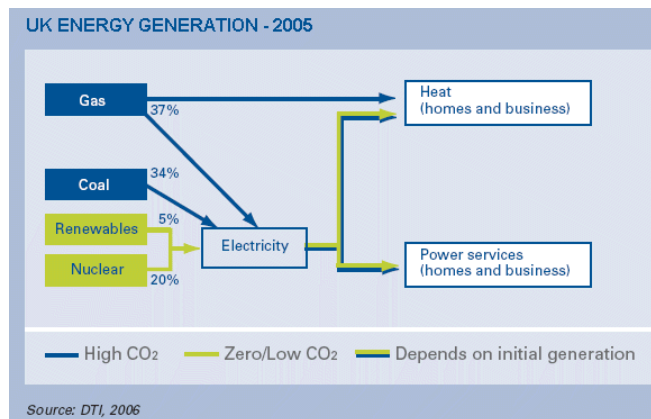 UK ENERGY GENERATION - 2005
Gas
37%
Heat
(homes and business)
Coal
34%
Renewables
5%
Electricity
Nuclear
20%
Power services
(homes and business)
High CO₂
Zero/Low CO₂
Depends on initial generation
Source: DTI, 2006